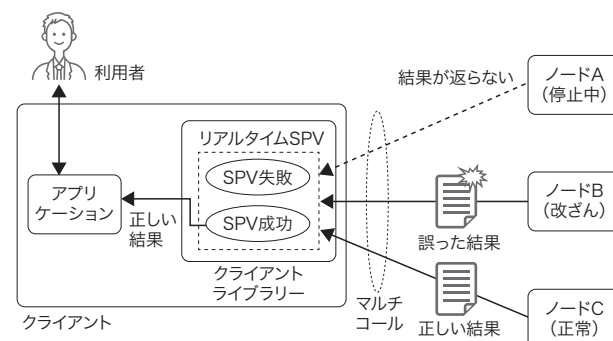 利用者
結果が返らない
ノードA
（停止中）
リアルタイムSPV
SPV失敗
アプリ
ケーション
正しい
結果
SPV成功
ノードB
（改ざん）
誤った結果
クライアント
ライブラリー
クライアント
マルチ
コール
正しい結果
ノードC
（正常）